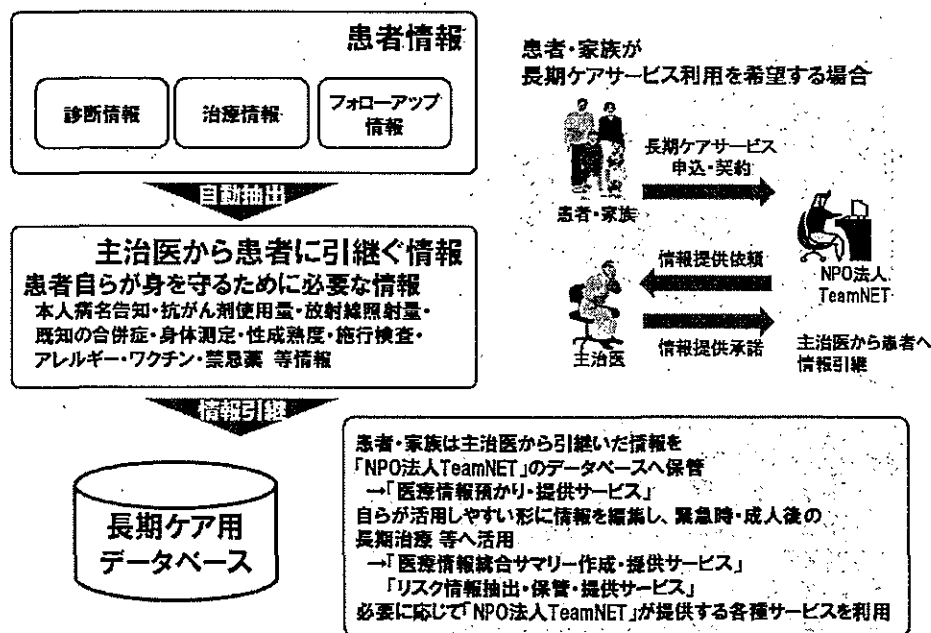 患者情報
診断情報
治療情報
フォローアップ
情報
自動抽出
主治医から患者に引継ぐ情報
患者自らが身を守るために必要な情報
本人病名告知・抗がん剤使用量・放射線照射量・
既知の合併症・身体測定・性成熟度・施行検査・
アレルギー・ワクチン・禁忌薬 等情報
情報引継
長期ケア用
データベース
患者・家族が
長期ケアサービス利用を希望する場合
長期ケアサービス
申込・契約
患者・家族
NPO法人
TeamNET
情報提供依頼
主治医
情報提供承諾
主治医から患者へ
情報引継
患者・家族は主治医から引継いだ情報を
「NPO法人TeamNET」のデータベースへ保管
→「医療情報預かり・提供サービス」
自らが活用しやすい形に情報を編集し、緊急時・成人後の
長期治療 等へ活用
→「医療情報統合サマリー作成・提供サービス」
「リスク情報抽出・保管・提供サービス」
必要に応じて「NPO法人TeamNET」が提供する各種サービスを利用